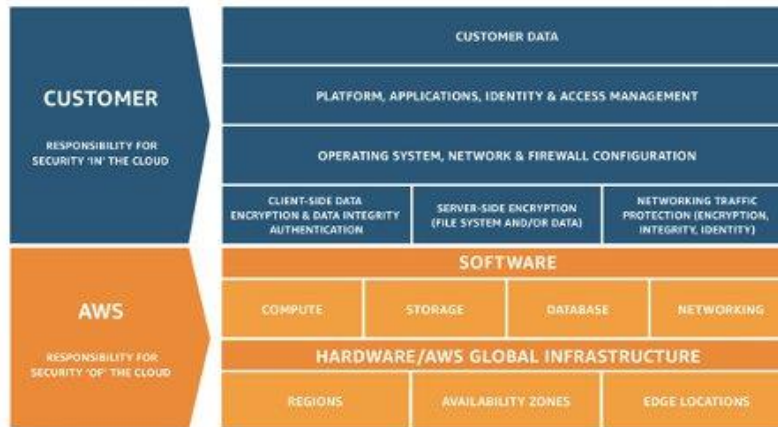 CUSTOMER
RESPONSIBILITY FOR
SECURITY 'IN' THE CLOUD
CUSTOMER DATA
PLATFORM, APPLICATIONS, IDENTITY & ACCESS MANAGEMENT
OPERATING SYSTEM, NETWORK & FIREWALL CONFIGURATION
CLIENT-SIDE DATA
ENCRYPTION & DATA INTEGRITY
AUTHENTICATION
SERVER-SIDE ENCRYPTION
(FILE SYSTEM AND/OR DATA)
NETWORKING TRAFFIC
PROTECTION (ENCRYPTION,
INTEGRITY, IDENTITY)
AWS
RESPONSIBILITY FOR
SECURITY 'OF' THE CLOUD
SOFTWARE
COMPUTE
STORAGE
DATABASE
NETWORKING
HARDWARE/AWS GLOBAL INFRASTRUCTURE
REGIONS
AVAILABILITY ZONES
EDGE LOCATIONS